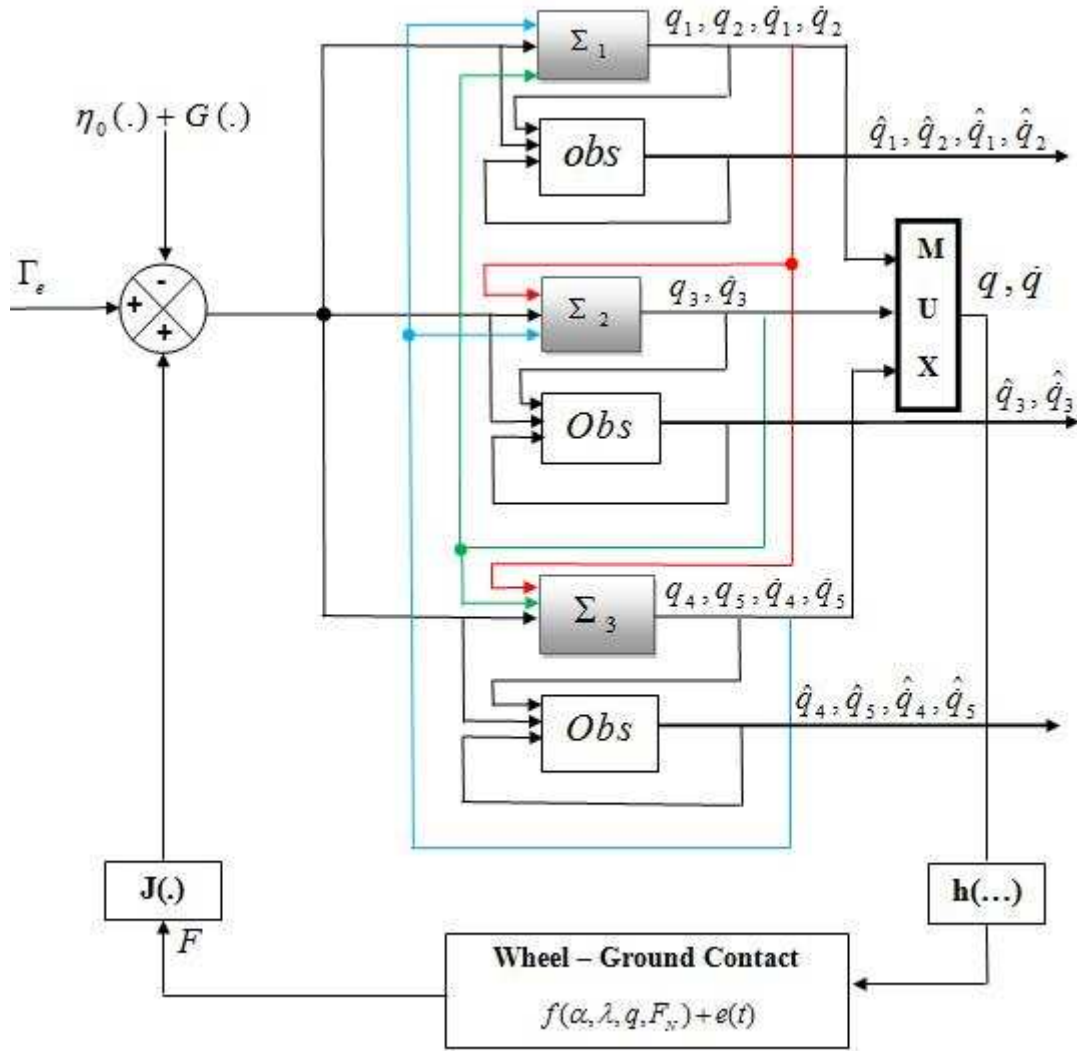 q₁, q₂, q̇₁, q̇₂
Σ₁
η₀(.) + G(.)
obs
q̂₁, q̂₂, q̇̂₁, q̇̂₂
M
U
X
Γₑ
-
+
+
Σ₂
q₃, q̇₃
q, q̇
Obs
q̂₃, q̇̂₃
Σ₃
q₄, q₅, q̇₄, q̇₅
Obs
q̂₄, q̂₅, q̇̂₄, q̇̂₅
J(.)
h(...)
F
Wheel – Ground Contact
f(α, λ, q, F_N) + e(t)